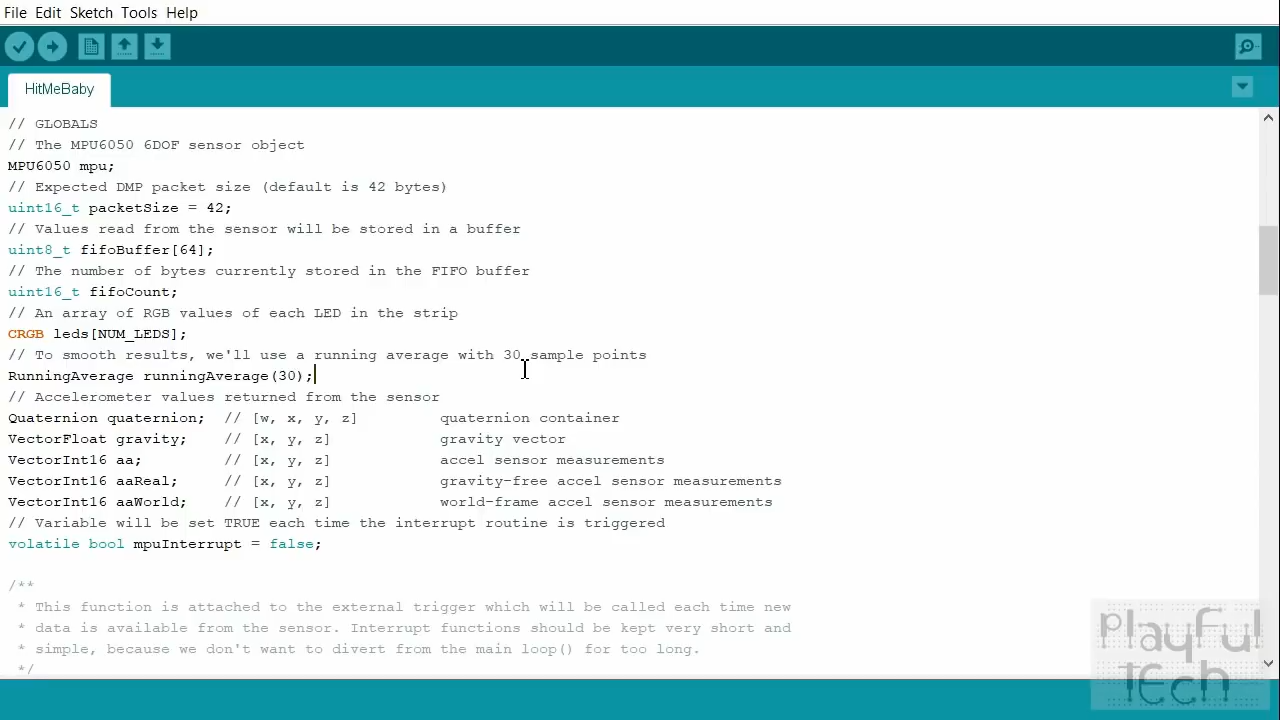 File Edit Sketch Tools Help
HitMeBaby
// GLOBALS
// The MPU6050 6DOF sensor object
MPU6050 mpu;
// Expected DMP packet size (default is 42 bytes)
uint16_t packetSize = 42;
// Values read from the sensor will be stored in a buffer
uint8_t fifoBuffer[64];
// The number of bytes currently stored in the FIFO buffer
uint16_t fifoCount;
// An array of RGB values of each LED in the strip
CRGB leds[NUM_LEDS];
// To smooth results, we'll use a running average with 30 sample points
RunningAverage runningAverage(30);
// Accelerometer values returned from the sensor
Quaternion quaternion;  // [w, x, y, z]         quaternion container
VectorFloat gravity;    // [x, y, z]            gravity vector
VectorInt16 aa;         // [x, y, z]            accel sensor measurements
VectorInt16 aaReal;     // [x, y, z]            gravity-free accel sensor measurements
VectorInt16 aaWorld;    // [x, y, z]            world-frame accel sensor measurements
// Variable will be set TRUE each time the interrupt routine is triggered
volatile bool mpuInterrupt = false;
/**
 * This function is attached to the external trigger which will be called each time new
 * data is available from the sensor. Interrupt functions should be kept very short and
 * simple, because we don't want to divert from the main loop() for too long.
 */
Playful
tEch